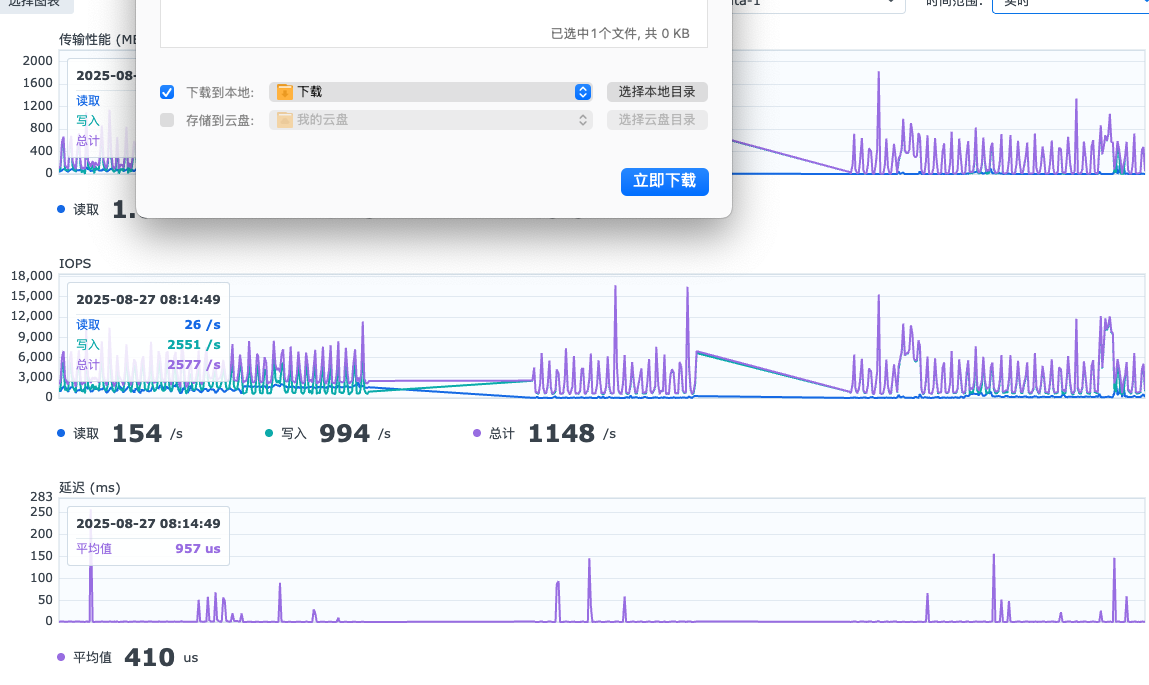 选择图表
ta-1
时间范围:
实时
已选中1个文件, 共 0 KB
下载到本地:
下载
选择本地目录
存储到云盘:
我的云盘
选择云盘目录
立即下载
传输性能 (MB
2000
1600
1200
800
400
0
2025-08-
读取
写入
总计
读取 1.
IOPS
18,000
15,000
12,000
9,000
6,000
3,000
0
2025-08-27 08:14:49
读取 26 /s
写入 2551 /s
总计 2577 /s
读取 154 /s
写入 994 /s
总计 1148 /s
延迟 (ms)
283
250
200
150
100
50
0
2025-08-27 08:14:49
平均值 957 us
平均值 410 us